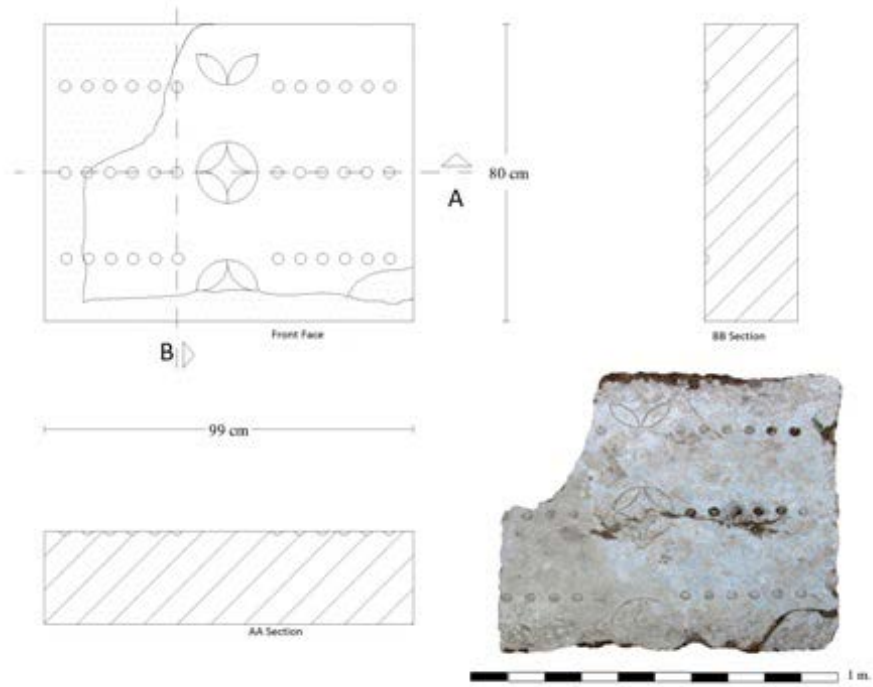 A
80 cm
B
Front Face
BB Section
99 cm
AA Section
1 m.